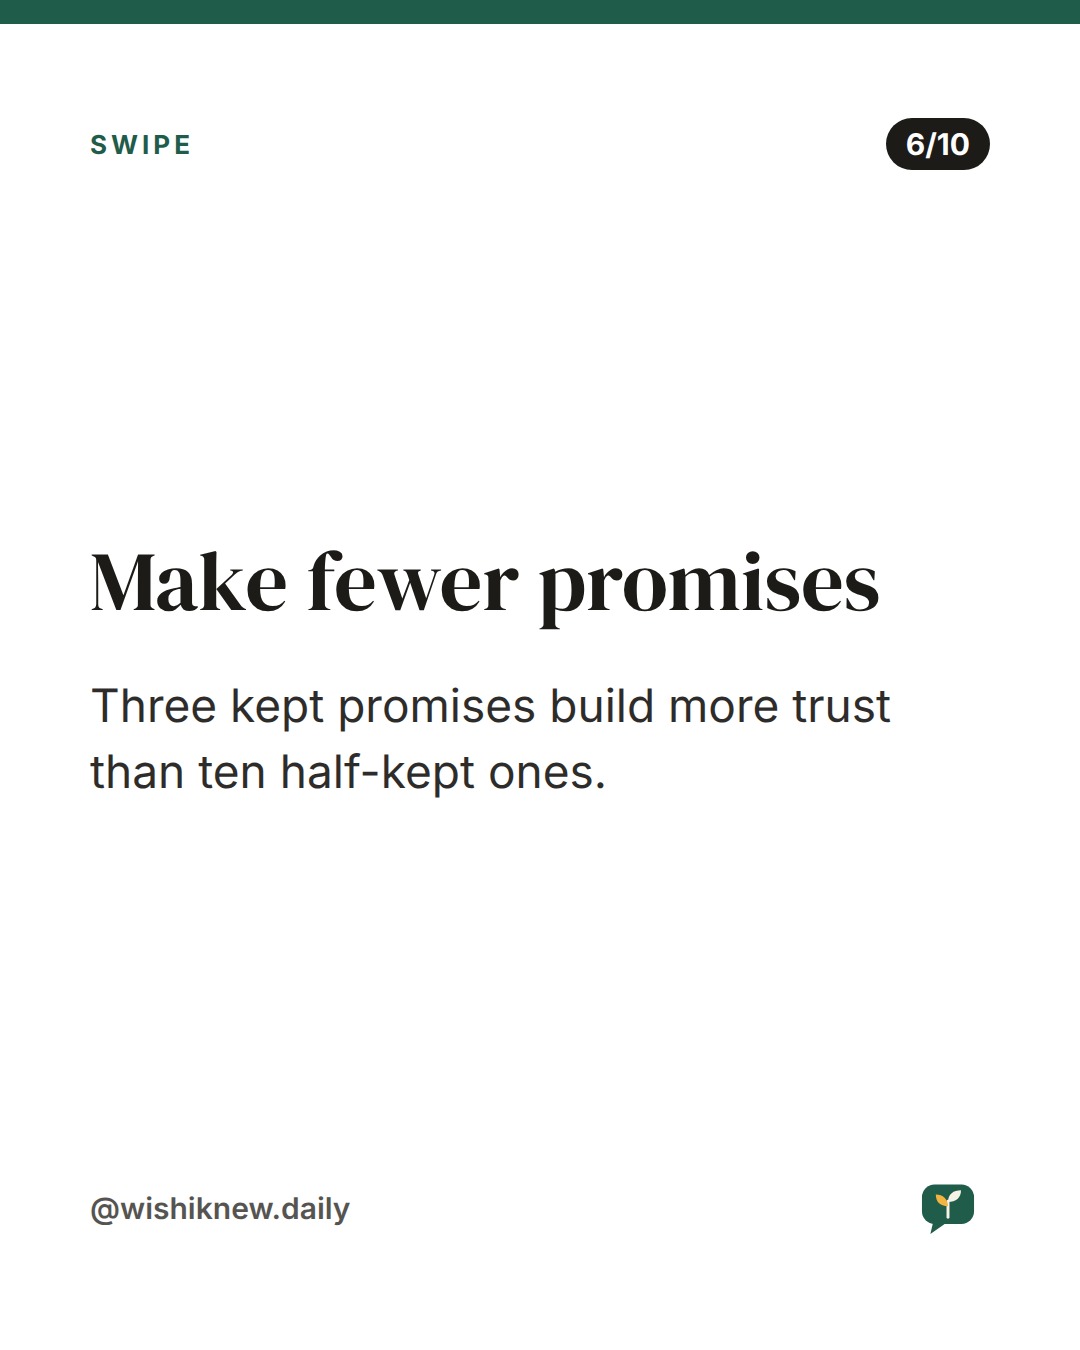 SWIPE
6/10
Make fewer promises
Three kept promises build more trust
than ten half-kept ones.
@wishiknew.daily